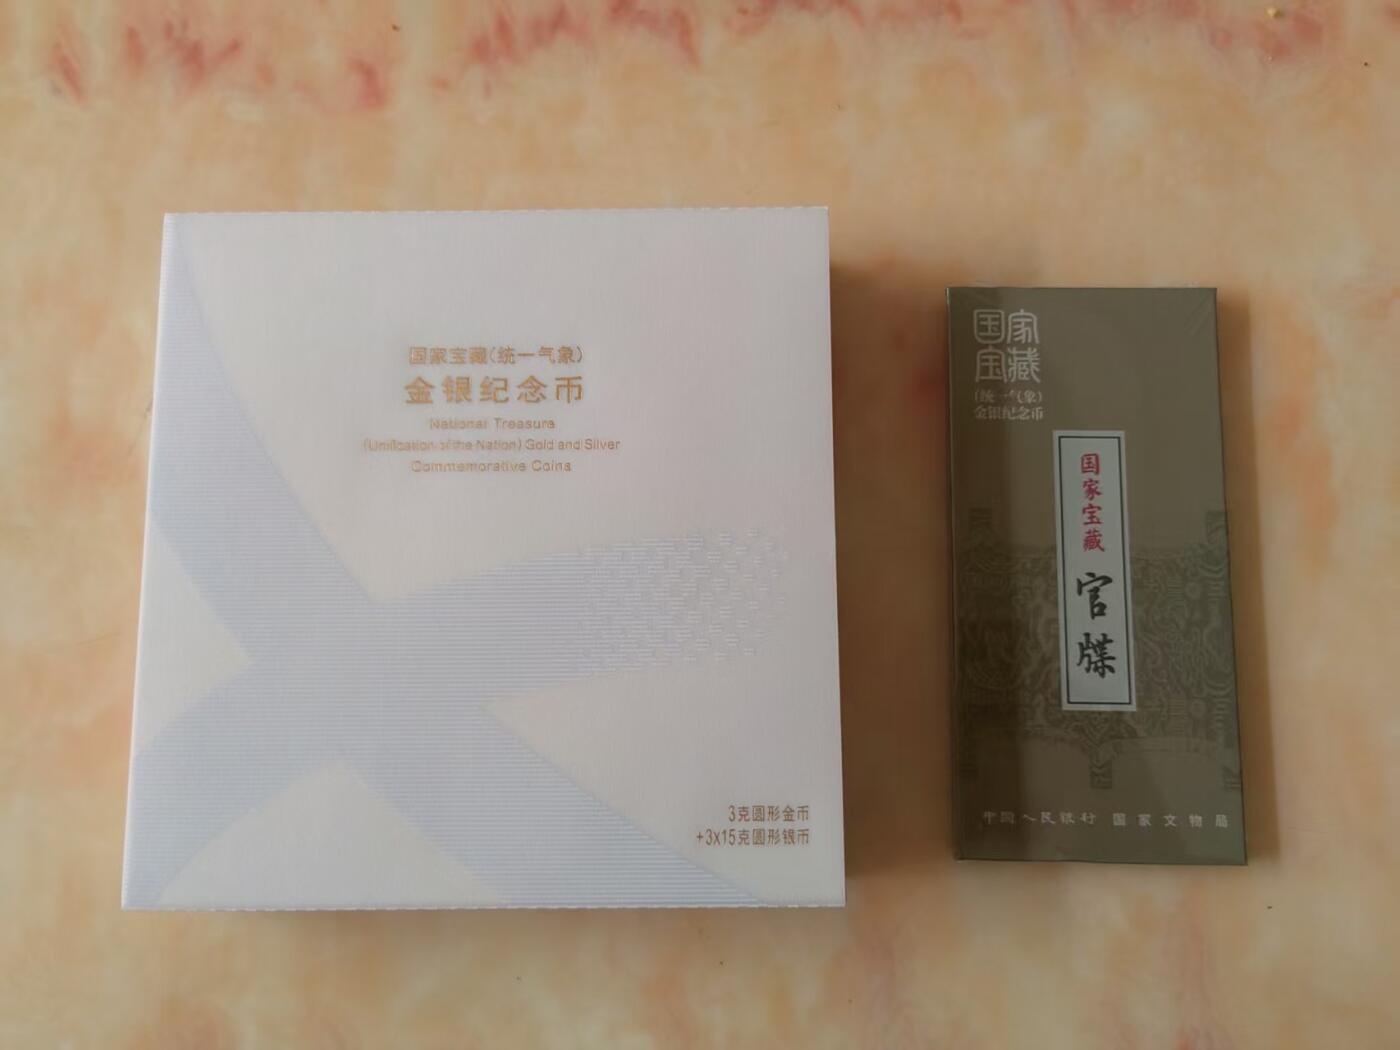 国家宝藏(统一气象)
金银纪念币
National Treasure
(Unification of the Nation) Gold and Silver
Commemorative Coins
3克圆形金币
+3x15克圆形银币
国家
宝藏
(统一气象)
金银纪念币
国家宝藏
官牒
中国人民银行 国家文物局